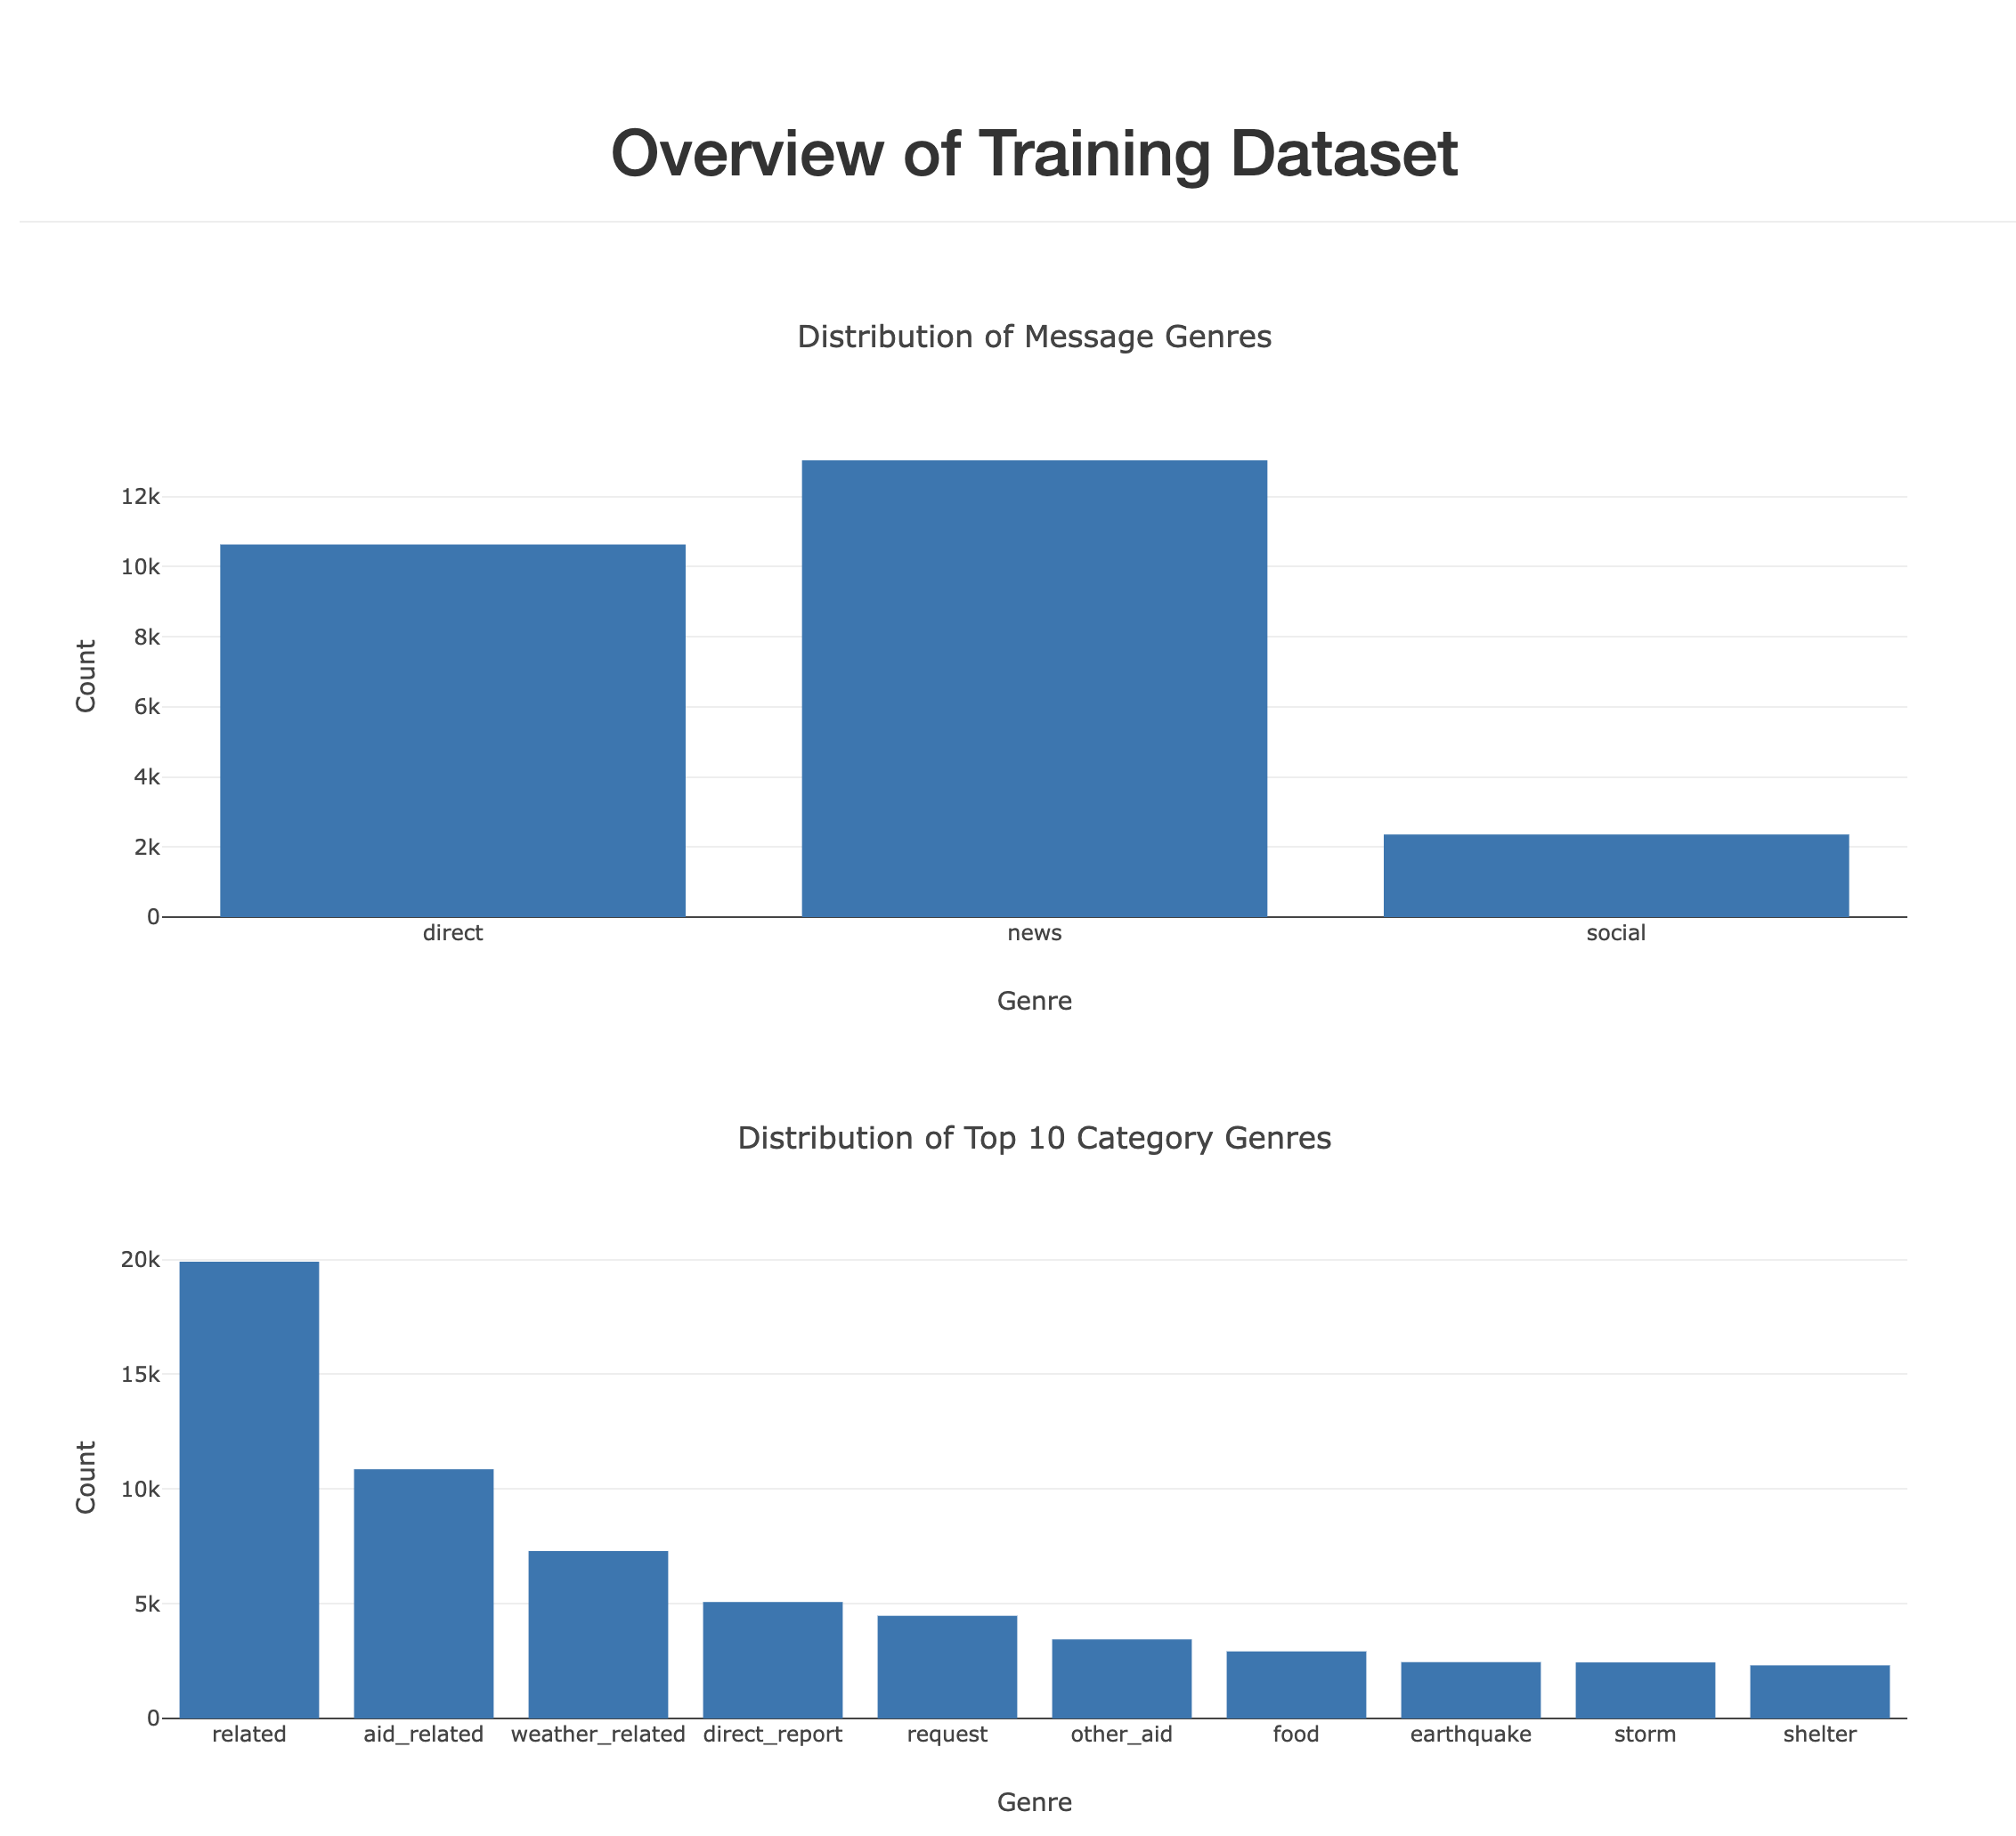 Overview of Training Dataset
Distribution of Message Genres
12k
10k
8k
6k
4k
2k
0
Count
direct news social
Genre
Distribution of Top 10 Category Genres
20k
15k
10k
5k
0
Count
related aid_related weather_related direct_report request other_aid food earthquake storm shelter
Genre